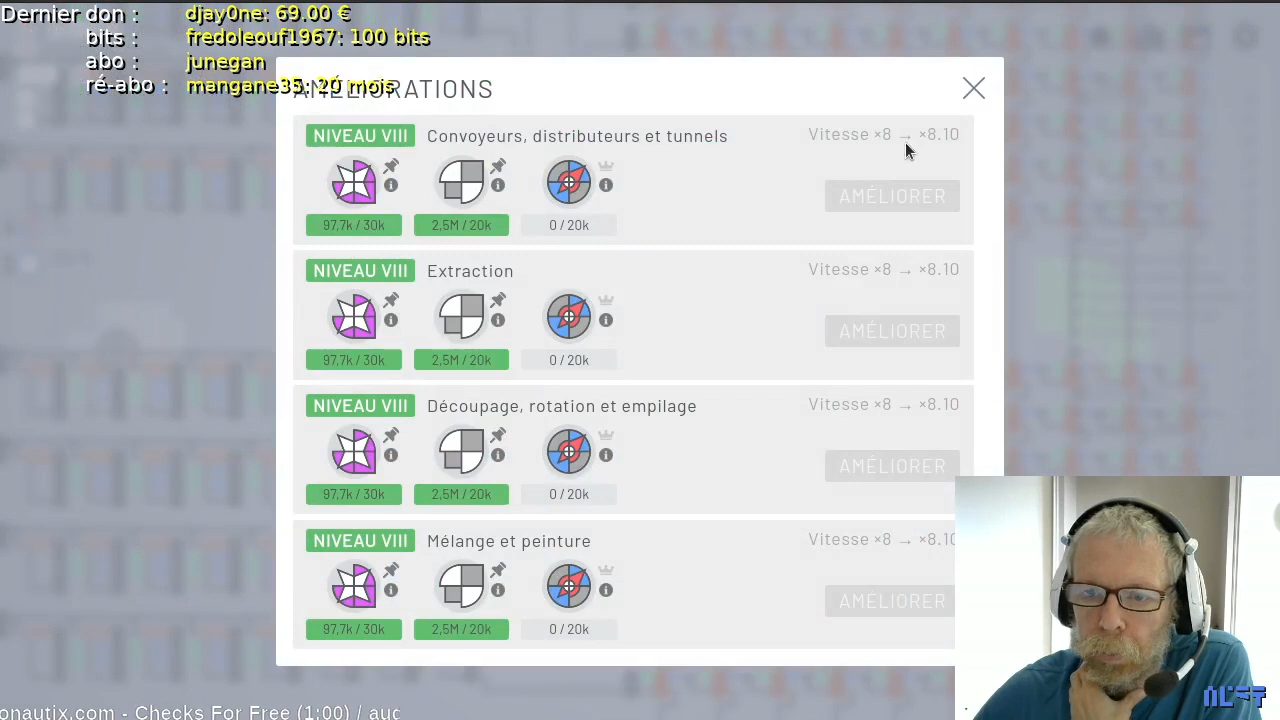 Dernier don : djay0ne: 69.00 €
bits : fredoleouf1967: 100 bits
abo : junegan
ré-abo : mangane35: 20 mois
AMÉLIORATIONS
NIVEAU VIII Convoyeurs, distributeurs et tunnels Vitesse ×8 → ×8.10
AMÉLIORER
97,7k / 30k 2,5M / 20k 0 / 20k
NIVEAU VIII Extraction Vitesse ×8 → ×8.10
AMÉLIORER
97,7k / 30k 2,5M / 20k 0 / 20k
NIVEAU VIII Découpage, rotation et empilage Vitesse ×8 → ×8.10
AMÉLIORER
97,7k / 30k 2,5M / 20k 0 / 20k
NIVEAU VIII Mélange et peinture Vitesse ×8 → ×8.10
AMÉLIORER
97,7k / 30k 2,5M / 20k 0 / 20k
onautix.com - Checks For Free (1:00) / auc